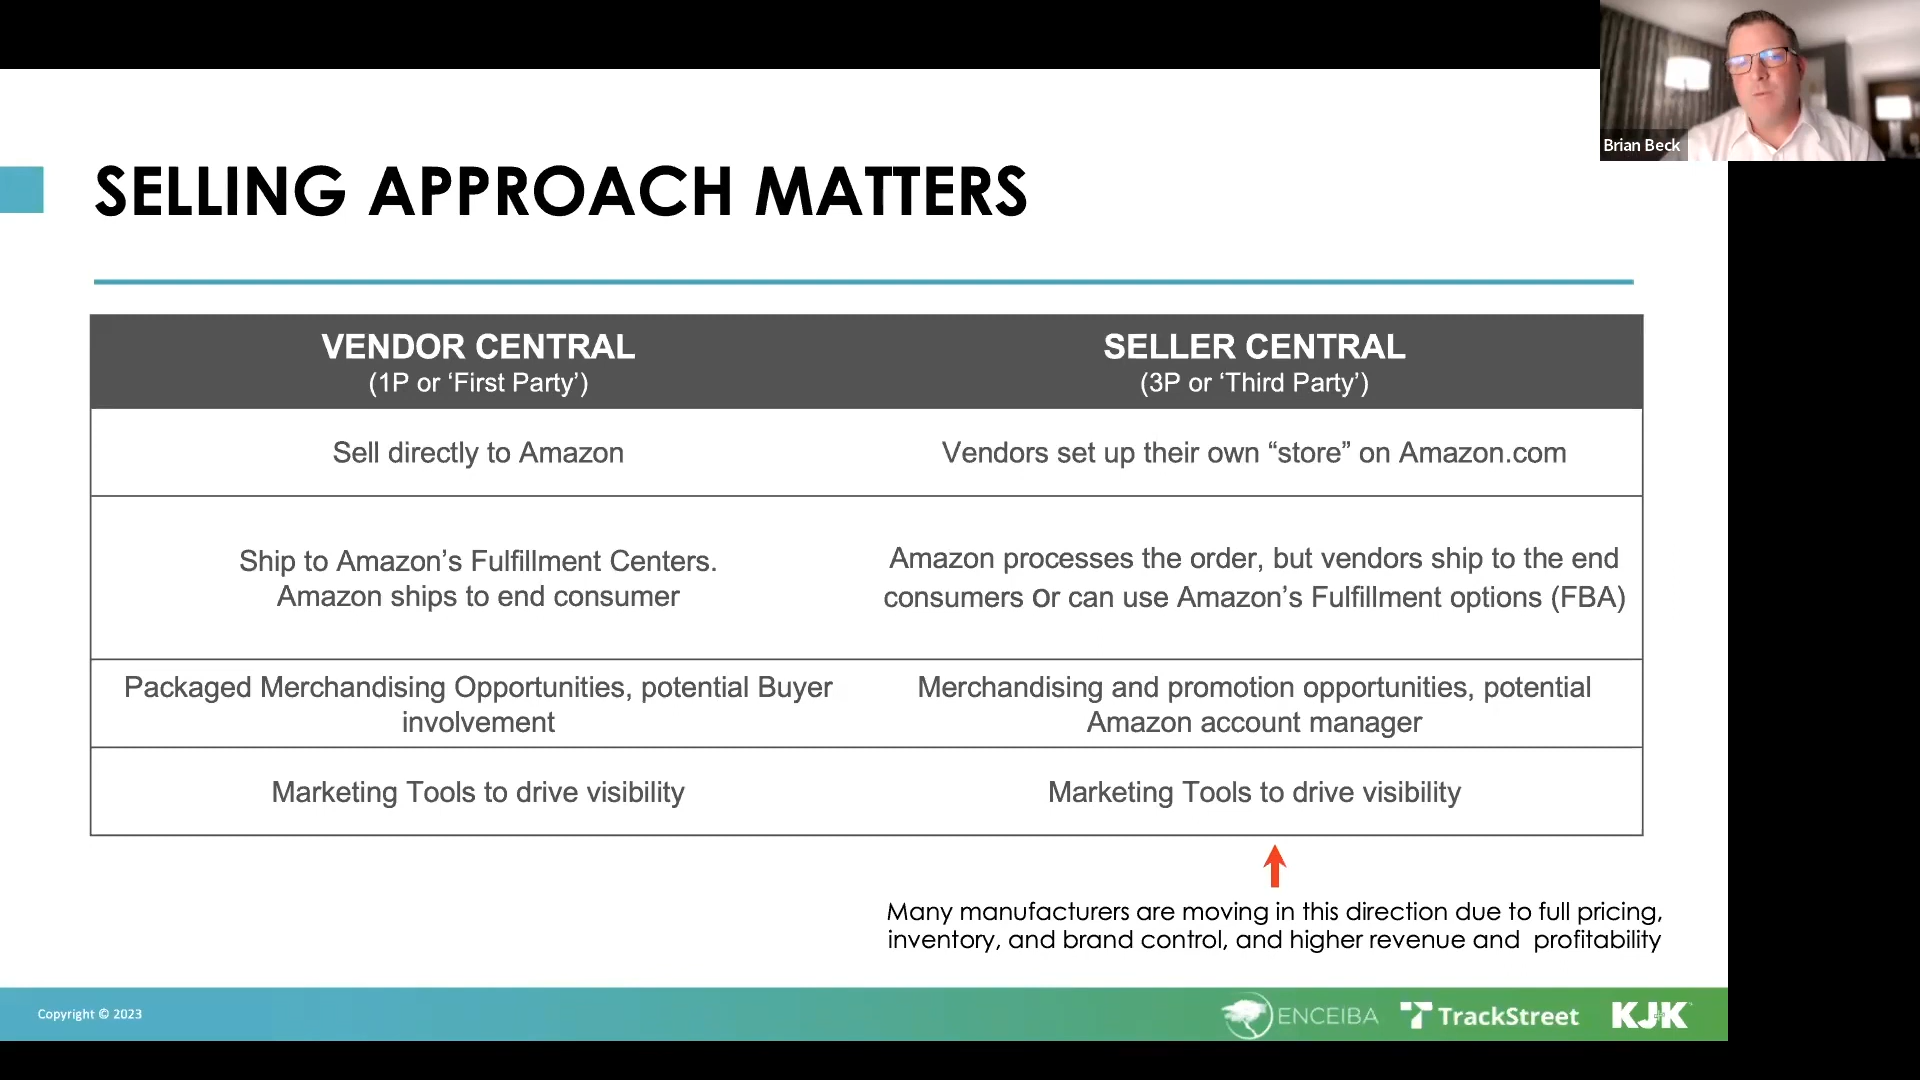 Brian Beck
SELLING APPROACH MATTERS
VENDOR CENTRAL
(1P or ‘First Party’)
SELLER CENTRAL
(3P or ‘Third Party’)
Sell directly to Amazon
Vendors set up their own “store” on Amazon.com
Ship to Amazon’s Fulfillment Centers.
Amazon ships to end consumer
Amazon processes the order, but vendors ship to the end
consumers or can use Amazon’s Fulfillment options (FBA)
Packaged Merchandising Opportunities, potential Buyer
involvement
Merchandising and promotion opportunities, potential
Amazon account manager
Marketing Tools to drive visibility
Marketing Tools to drive visibility
Many manufacturers are moving in this direction due to full pricing,
inventory, and brand control, and higher revenue and profitability
Copyright © 2023
ENCEIBA
TrackStreet
KJK